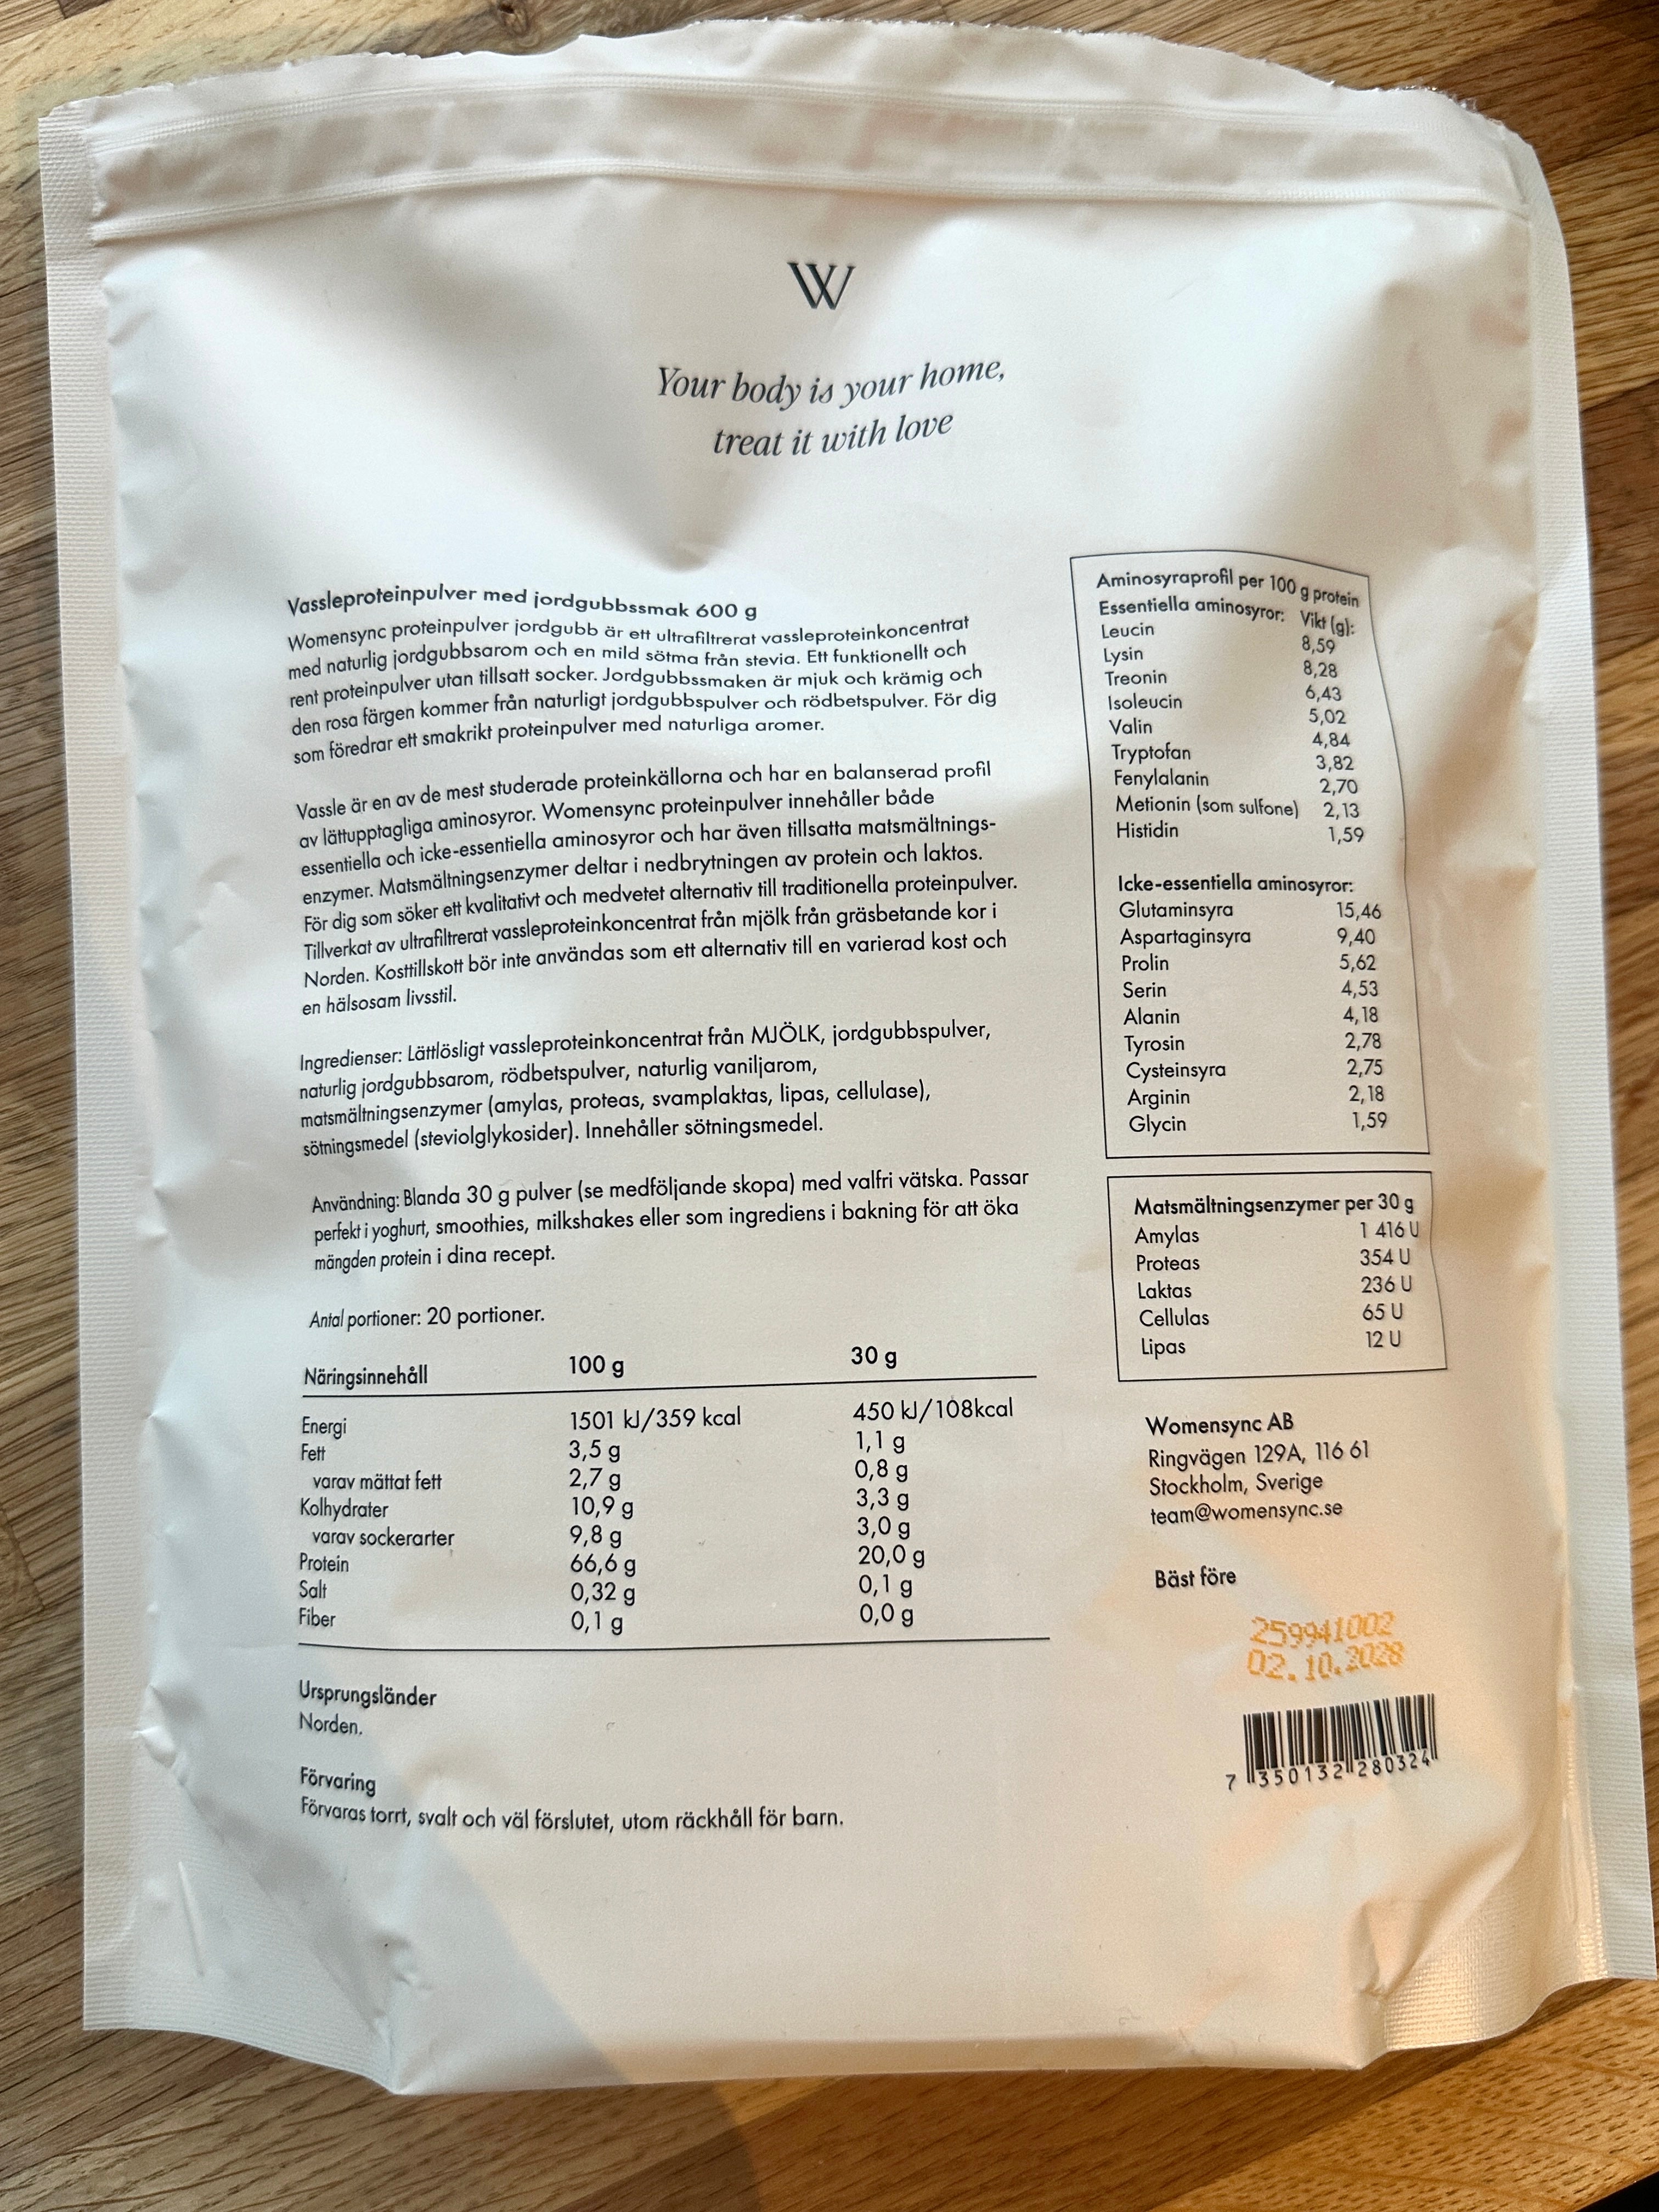 W
Your body is your home,
treat it with love
Vassleproteinpulver med jordgubbssmak 600 g
Womensync proteinpulver jordgubb är ett ultrafiltrerat vassleproteinkoncentrat
med naturlig jordgubbsarom och en mild sötma från stevia. Ett funktionellt och
rent proteinpulver utan tillsatt socker. Jordgubbssmaken är mjuk och krämig och
den rosa färgen kommer från naturligt jordgubbspulver och rödbetspulver. För dig
som föredrar ett smakrikt proteinpulver med naturliga aromer.
Vassle är en av de mest studerade proteinkällorna och har en balanserad profil
av lättupptagliga aminosyror. Womensync proteinpulver innehåller både
essentiella och icke-essentiella aminosyror och har även tillsatta matsmältnings-
enzymer. Matsmältningsenzymer deltar i nedbrytningen av protein och laktos.
För dig som söker ett kvalitativt och medvetet alternativ till traditionella proteinpulver.
Tillverkat av ultrafiltrerat vassleproteinkoncentrat från mjölk från gräsbetande kor i
Norden. Kosttillskott bör inte användas som ett alternativ till en varierad kost och
en hälsosam livsstil.
Ingredienser: Lättlösligt vassleproteinkoncentrat från MJÖLK, jordgubbspulver,
naturlig jordgubbsarom, rödbetspulver, naturlig vaniljarom,
matsmältningsenzymer (amylas, proteas, svamplaktas, lipas, cellulase),
sötningsmedel (steviolglykosider). Innehåller sötningsmedel.
Användning: Blanda 30 g pulver (se medföljande skopa) med valfri vätska. Passar
perfekt i yoghurt, smoothies, milkshakes eller som ingrediens i bakning för att öka
mängden protein i dina recept.
Antal portioner: 20 portioner.
Näringsinnehåll 100 g 30 g
Energi 1501 kJ/359 kcal 450 kJ/108kcal
Fett 3,5 g 1,1 g
varav mättat fett 2,7 g 0,8 g
Kolhydrater 10,9 g 3,3 g
varav sockerarter 9,8 g 3,0 g
Protein 66,6 g 20,0 g
Salt 0,32 g 0,1 g
Fiber 0,1 g 0,0 g
Ursprungsländer
Norden.
Förvaring
Förvaras torrt, svalt och väl förslutet, utom räckhåll för barn.
Aminosyraprofil per 100 g protein
Essentiella aminosyror: Vikt (g):
Leucin 8,59
Lysin 8,28
Treonin 6,43
Isoleucin 5,02
Valin 4,84
Tryptofan 3,82
Fenylalanin 2,70
Metionin (som sulfone) 2,13
Histidin 1,59
Icke-essentiella aminosyror:
Glutaminsyra 15,46
Aspartaginsyra 9,40
Prolin 5,62
Serin 4,53
Alanin 4,18
Tyrosin 2,78
Cysteinsyra 2,75
Arginin 2,18
Glycin 1,59
Matsmältningsenzymer per 30 g
Amylas 1 416 U
Proteas 354 U
Laktas 236 U
Cellulas 65 U
Lipas 12 U
Womensync AB
Ringvägen 129A, 116 61
Stockholm, Sverige
team@womensync.se
Bäst före
259941002
02.10.2028
7 350132 280324